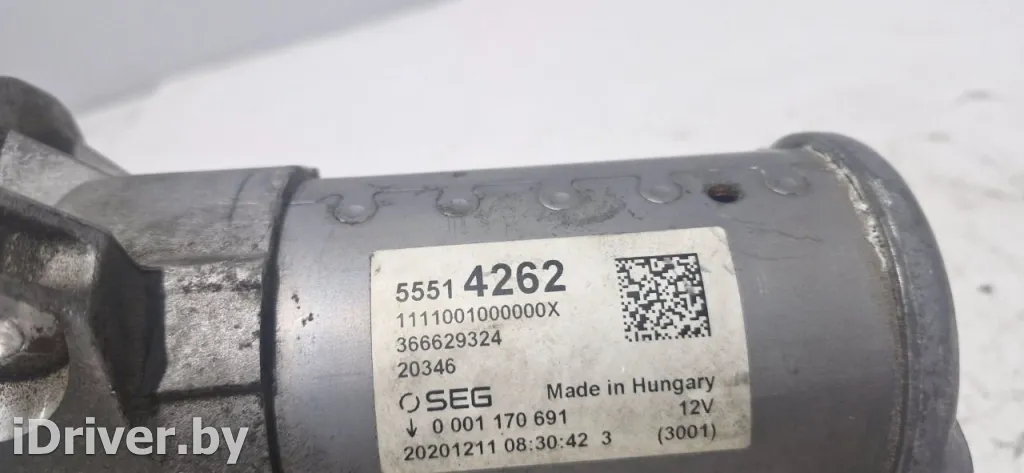 5551 4262
1111001000000X
366629324
20346
SEG Made in Hungary
↓ 0 001 170 691 12V
20201211 08:30:42 3 (3001)
iDriver.by